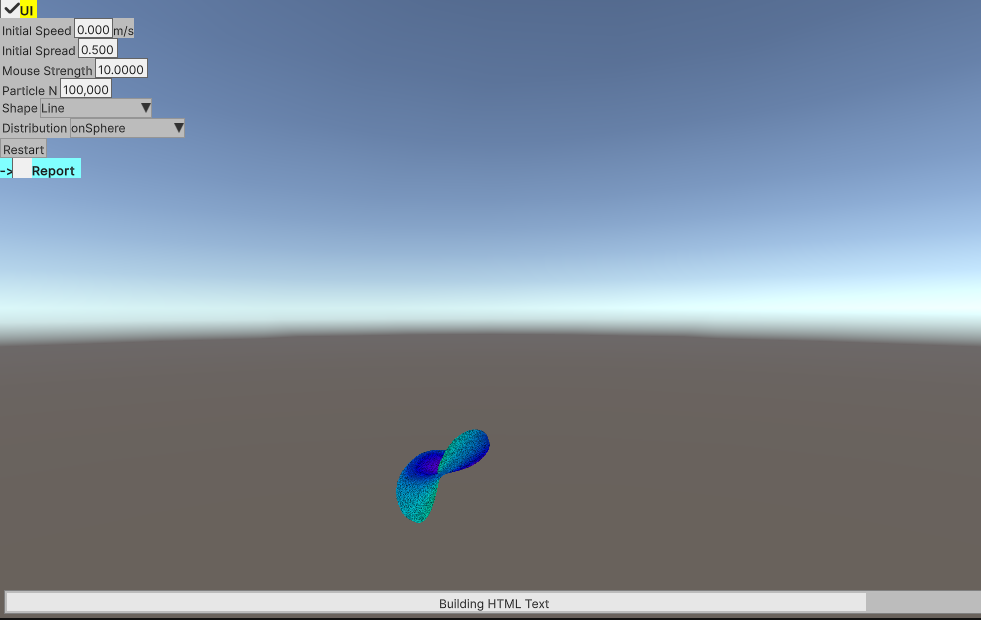 UI
Initial Speed 0.000 m/s
Initial Spread 0.500
Mouse Strength 10.0000
Particle N 100,000
Shape Line
Distribution onSphere
Restart
-> Report
Building HTML Text